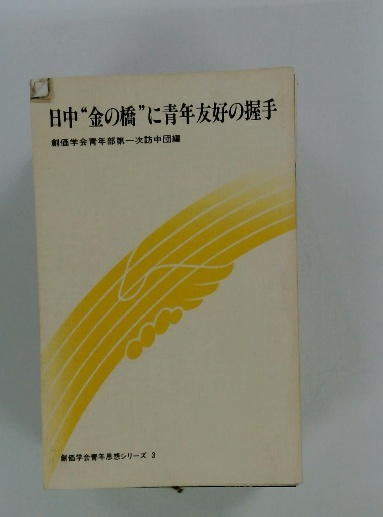 日中“金の橋”に青年友好の握手
創価学会青年部第一次訪中団編
創価学会青年思想シリーズ 3